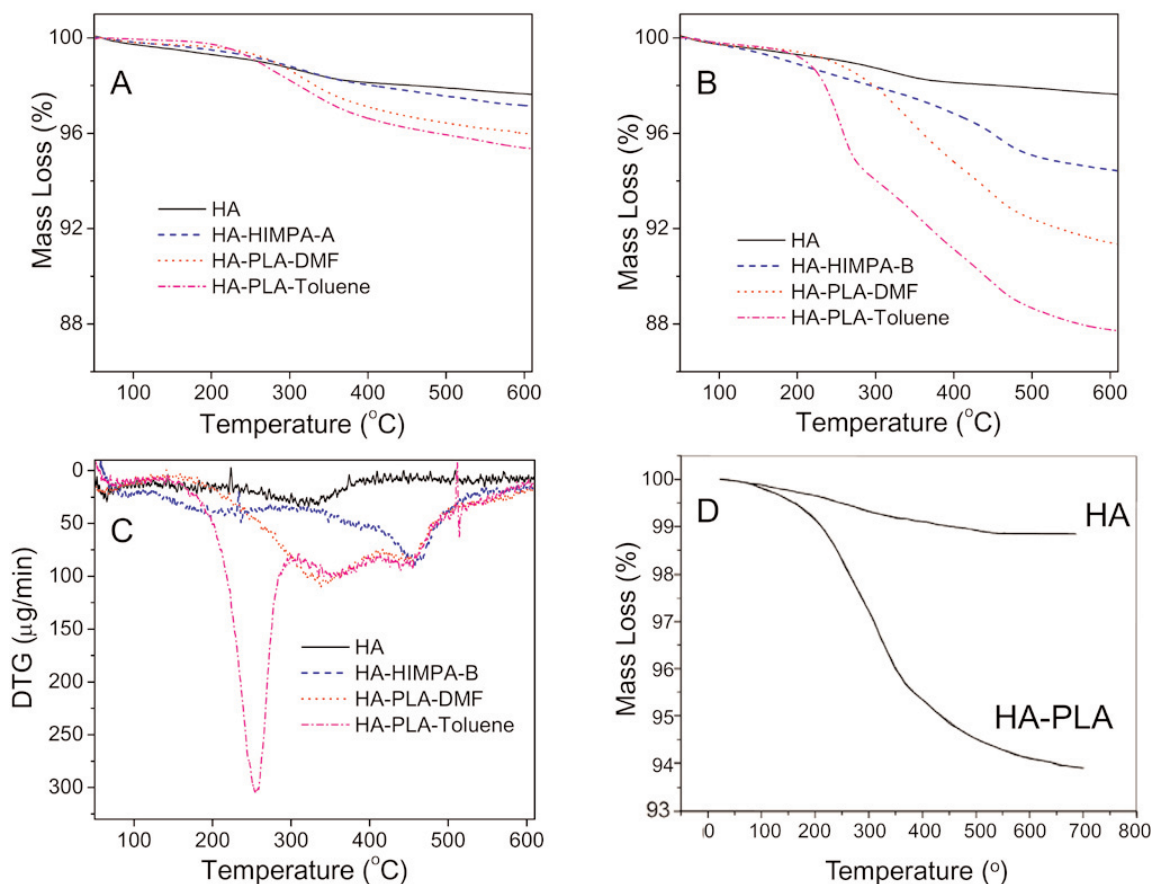 A
Mass Loss (%)
100
96
92
88
HA
HA-HIMPA-A
HA-PLA-DMF
HA-PLA-Toluene
100 200 300 400 500 600
Temperature (°C)
B
Mass Loss (%)
100
96
92
88
HA
HA-HIMPA-B
HA-PLA-DMF
HA-PLA-Toluene
100 200 300 400 500 600
Temperature (°C)
C
DTG (μg/min)
0
50
100
150
200
250
300
HA
HA-HIMPA-B
HA-PLA-DMF
HA-PLA-Toluene
100 200 300 400 500 600
Temperature (°C)
D
Mass Loss (%)
100
99
98
97
96
95
94
93
HA
HA-PLA
0 100 200 300 400 500 600 700 800
Temperature (°)